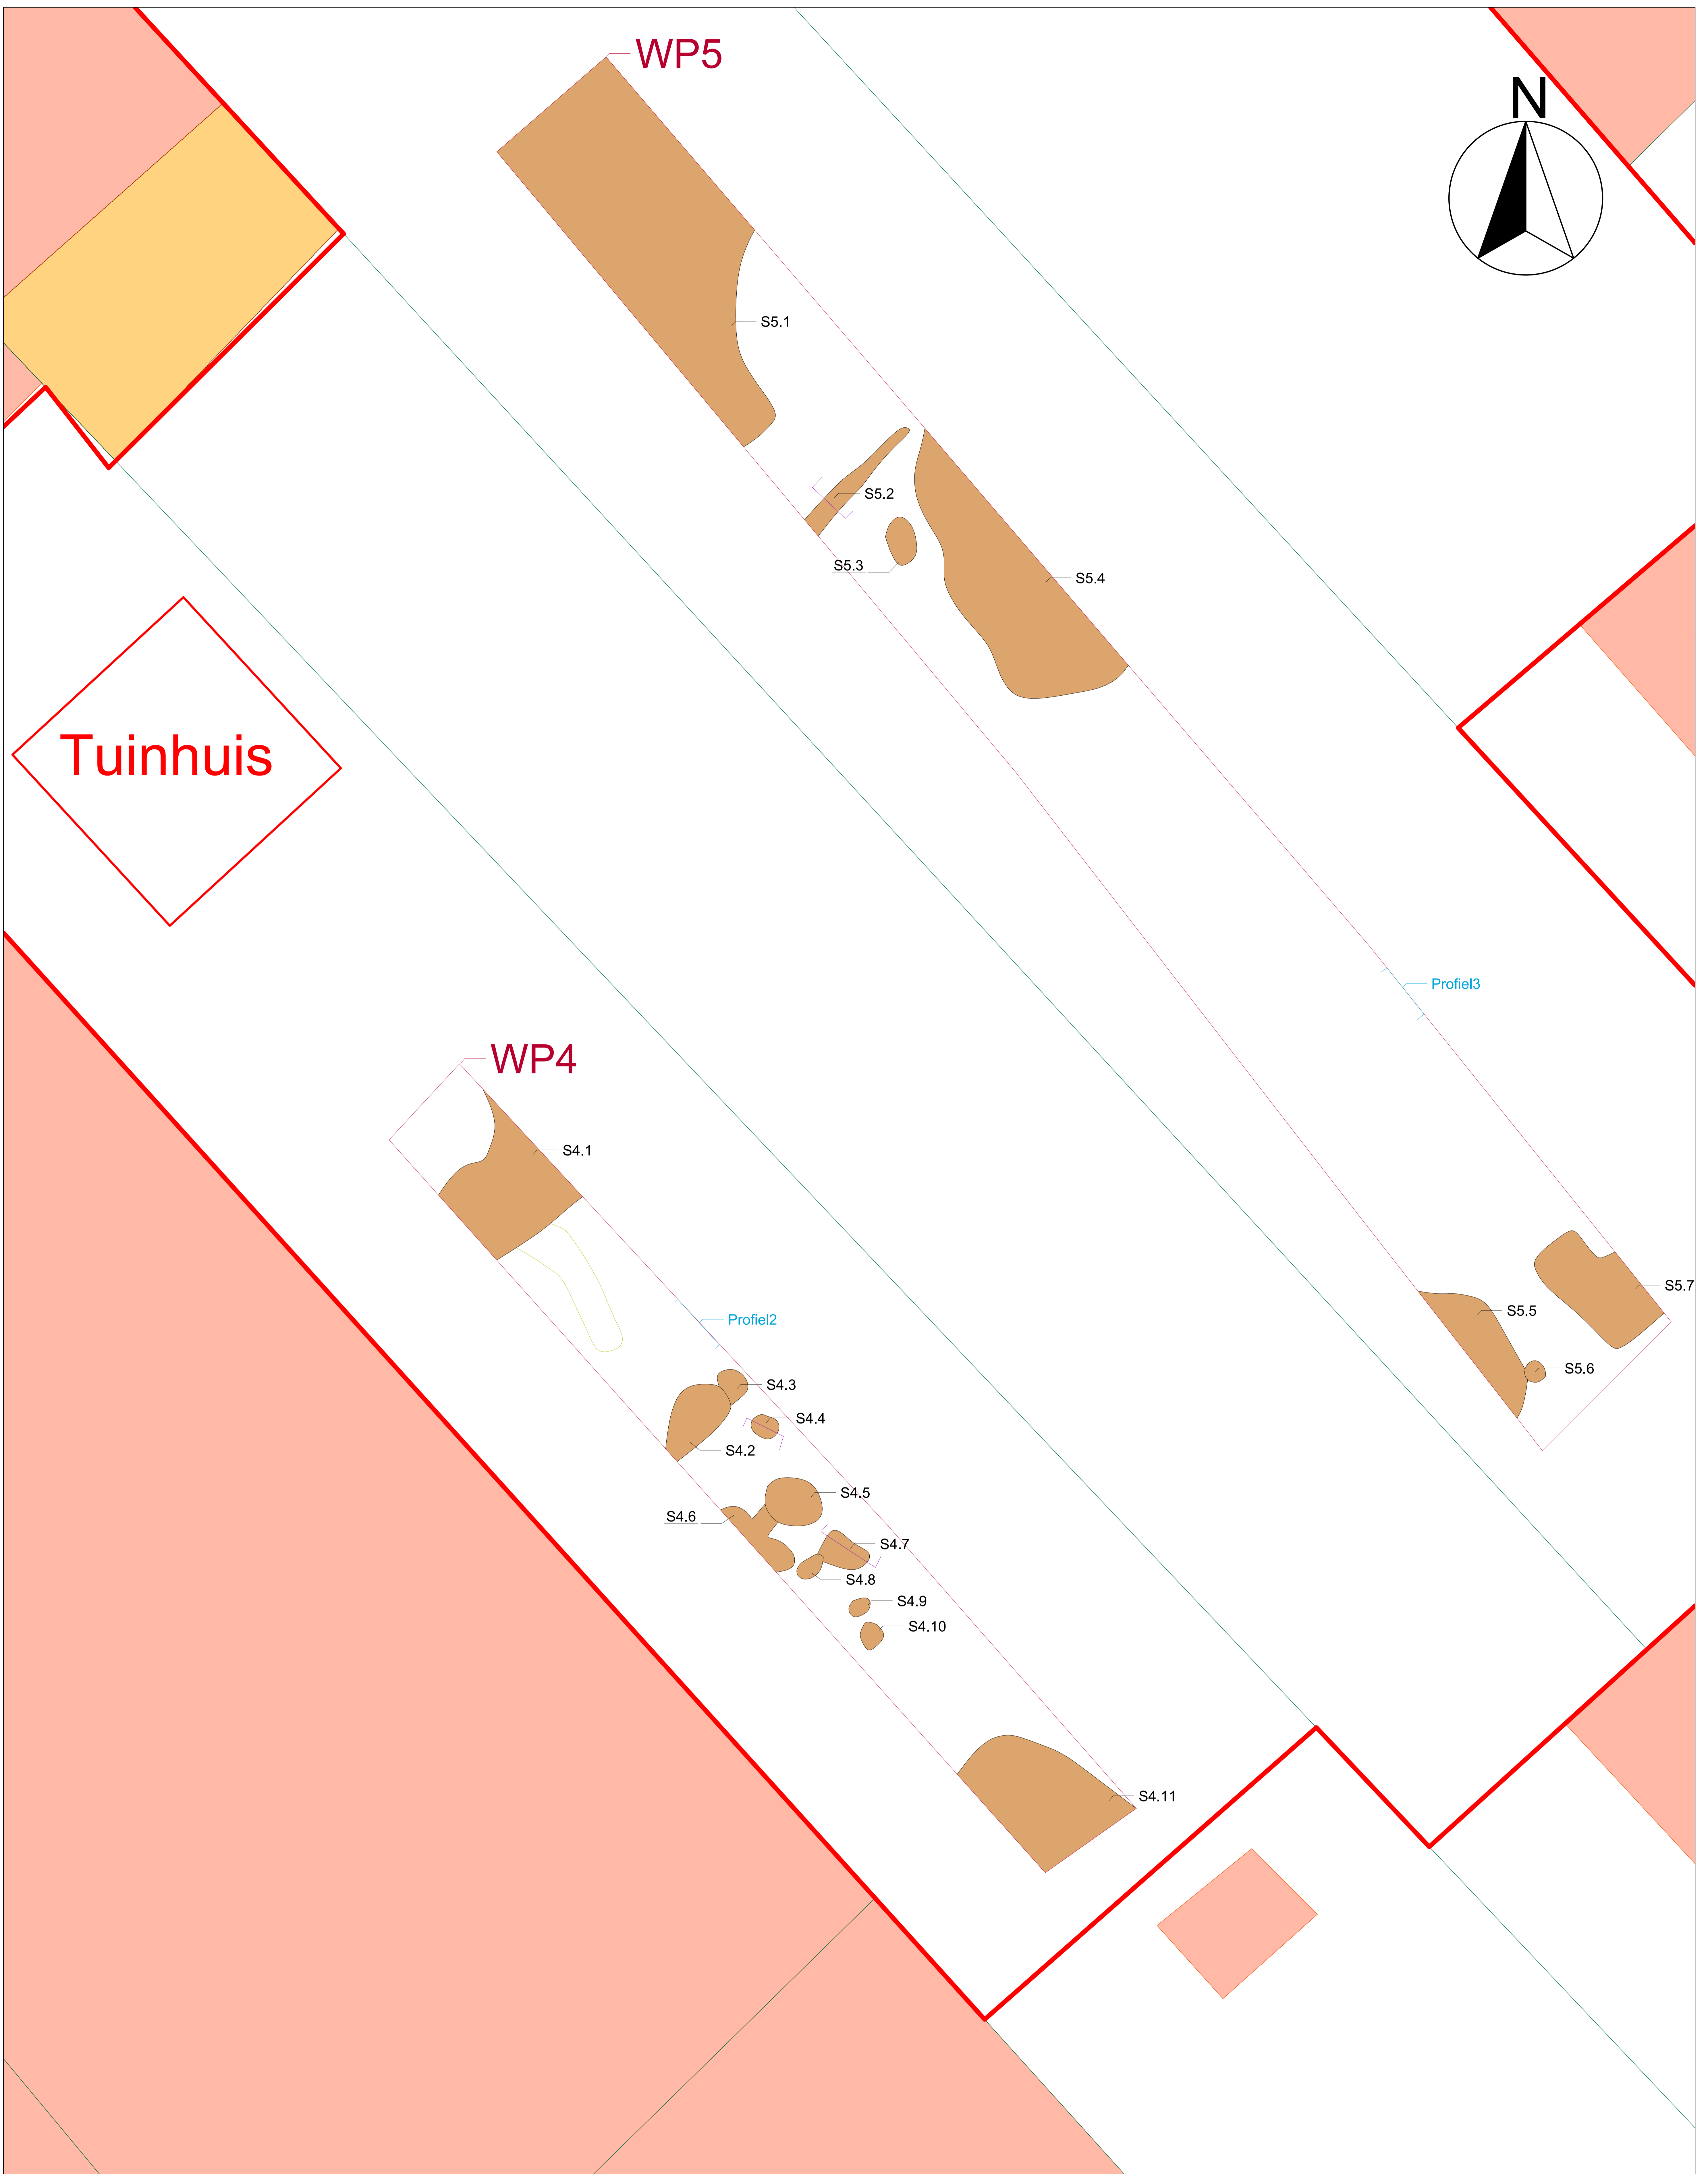 WP5
N
S5.1
S5.2
S5.3
S5.4
Tuinhuis
Profiel3
WP4
S4.1
S5.7
S5.5
Profiel2
S5.6
S4.3
S4.4
S4.2
S4.5
S4.6
S4.7
S4.8
S4.9
S4.10
S4.11